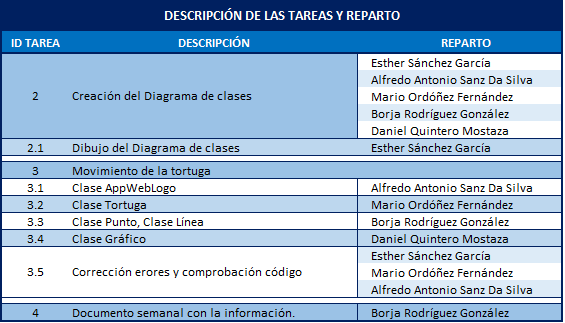 DESCRIPCIÓN DE LAS TAREAS Y REPARTO
ID TAREA DESCRIPCIÓN REPARTO
2 Creación del Diagrama de clases
Esther Sánchez García
Alfredo Antonio Sanz Da Silva
Mario Ordóñez Fernández
Borja Rodríguez González
Daniel Quintero Mostaza
2.1 Dibujo del Diagrama de clases Esther Sánchez García
3 Movimiento de la tortuga
3.1 Clase AppWebLogo Alfredo Antonio Sanz Da Silva
3.2 Clase Tortuga Mario Ordóñez Fernández
3.3 Clase Punto, Clase Línea Borja Rodríguez González
3.4 Clase Gráfico Daniel Quintero Mostaza
3.5 Corrección erores y comprobación código
Esther Sánchez García
Mario Ordóñez Fernández
Alfredo Antonio Sanz Da Silva
4 Documento semanal con la información. Borja Rodríguez González